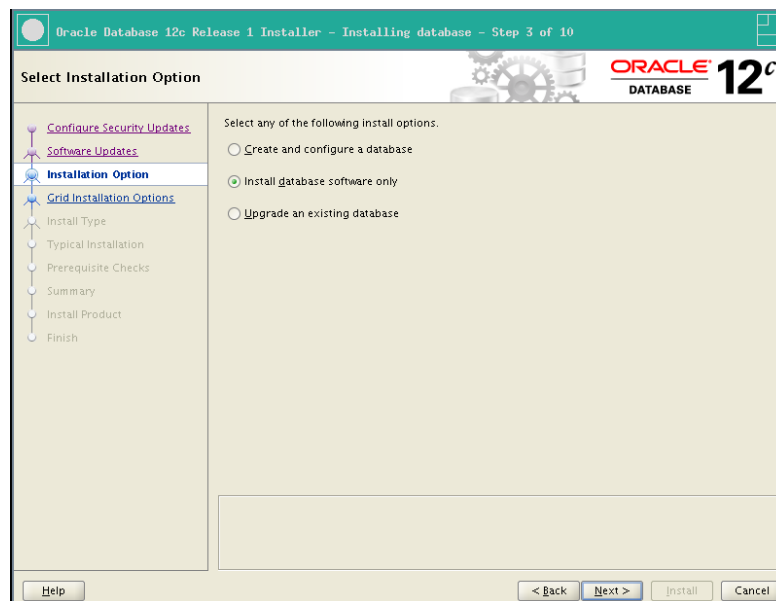 Oracle Database 12c Release 1 Installer - Installing database - Step 3 of 10
Select Installation Option
ORACLE
DATABASE
12c
Configure Security Updates
Software Updates
Installation Option
Grid Installation Options
Install Type
Typical Installation
Prerequisite Checks
Summary
Install Product
Finish
Select any of the following install options.
Create and configure a database
Install database software only
Upgrade an existing database
Help
< Back
Next >
Install
Cancel